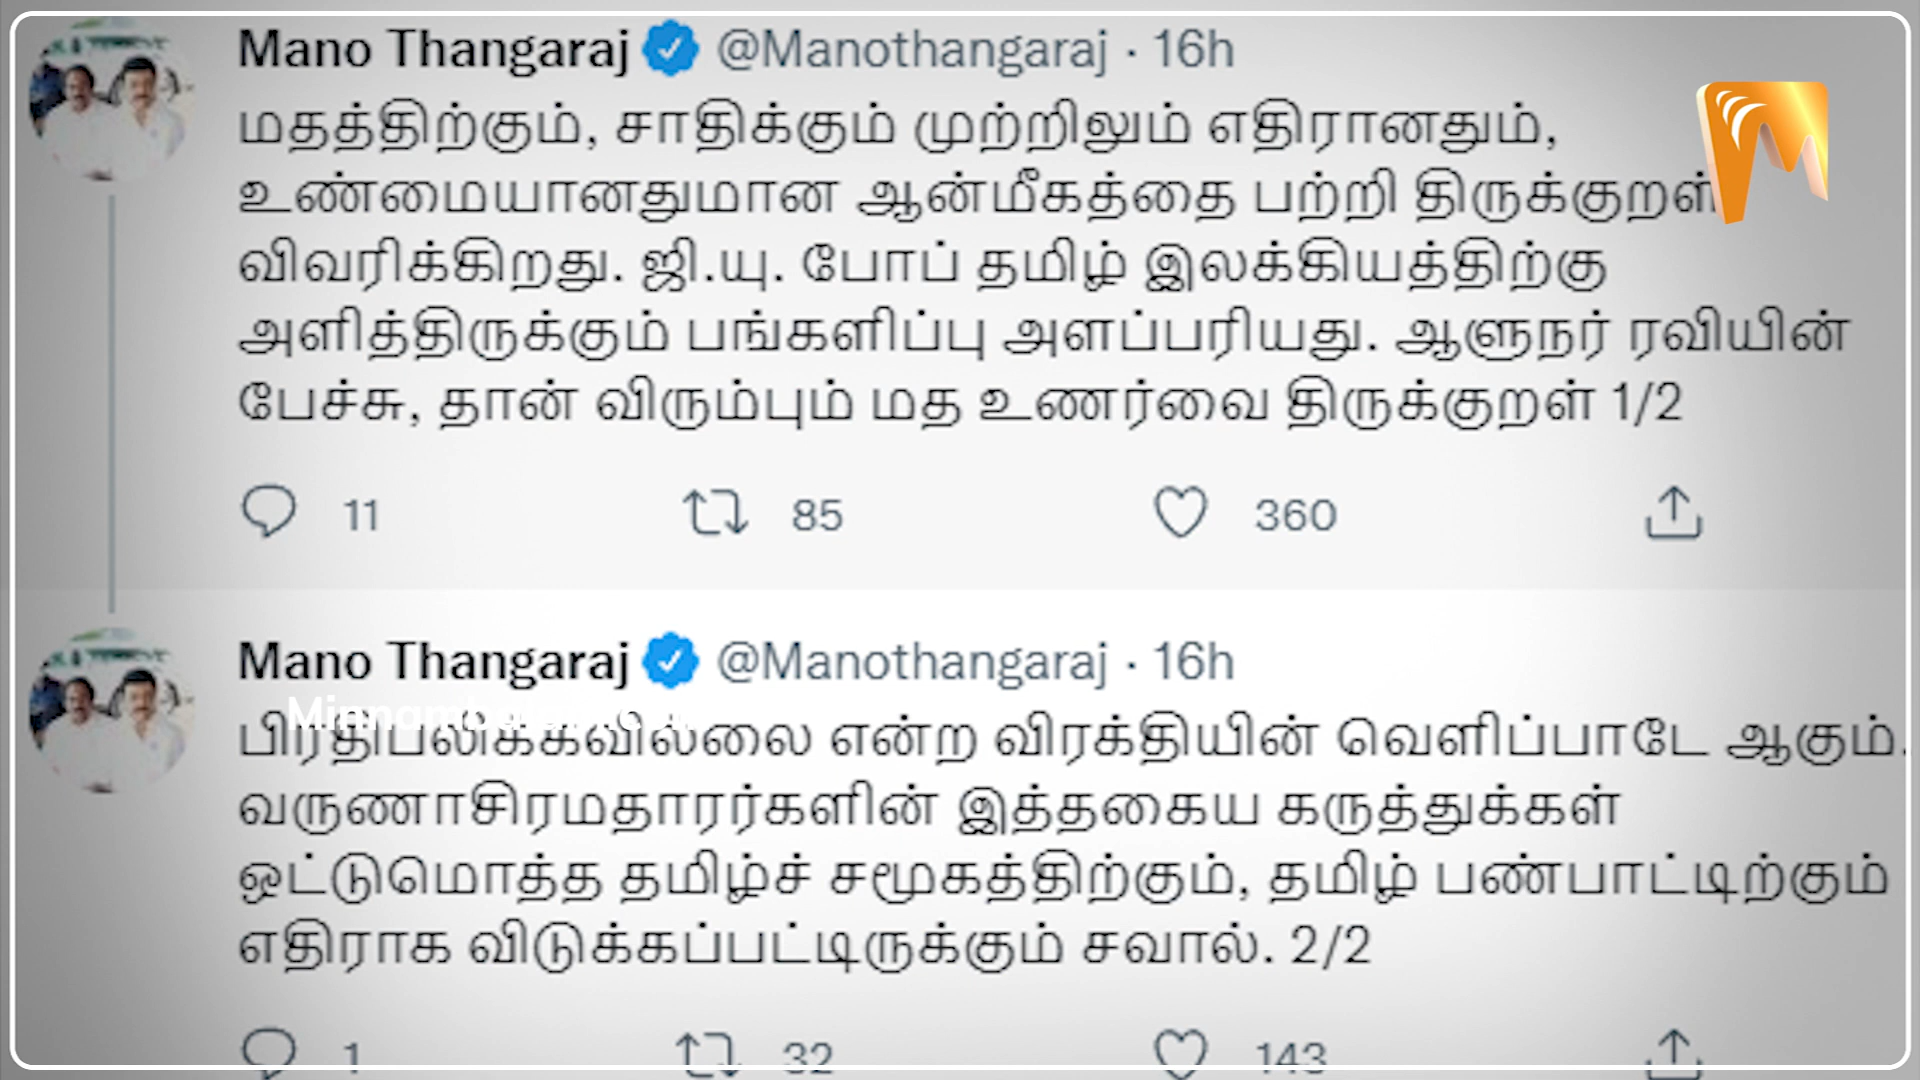 Mano Thangaraj @Manothangaraj · 16h
மதத்திற்கும், சாதிக்கும் முற்றிலும் எதிரானதும்,
உண்மையானதுமான ஆன்மீகத்தை பற்றி திருக்குறள்
விவரிக்கிறது. ஜி.யு. போப் தமிழ் இலக்கியத்திற்கு
அளித்திருக்கும் பங்களிப்பு அளப்பரியது. ஆளுநர் ரவியின்
பேச்சு, தான் விரும்பும் மத உணர்வை திருக்குறள் 1/2
11 85 360
Mano Thangaraj @Manothangaraj · 16h
பிரதிபலிக்கவில்லை என்ற விரக்தியின் வெளிப்பாடே ஆகும்.
வருணாசிரமதாரர்களின் இத்தகைய கருத்துக்கள்
ஒட்டுமொத்த தமிழ்ச் சமூகத்திற்கும், தமிழ் பண்பாட்டிற்கும்
எதிராக விடுக்கப்பட்டிருக்கும் சவால். 2/2
1 32 143